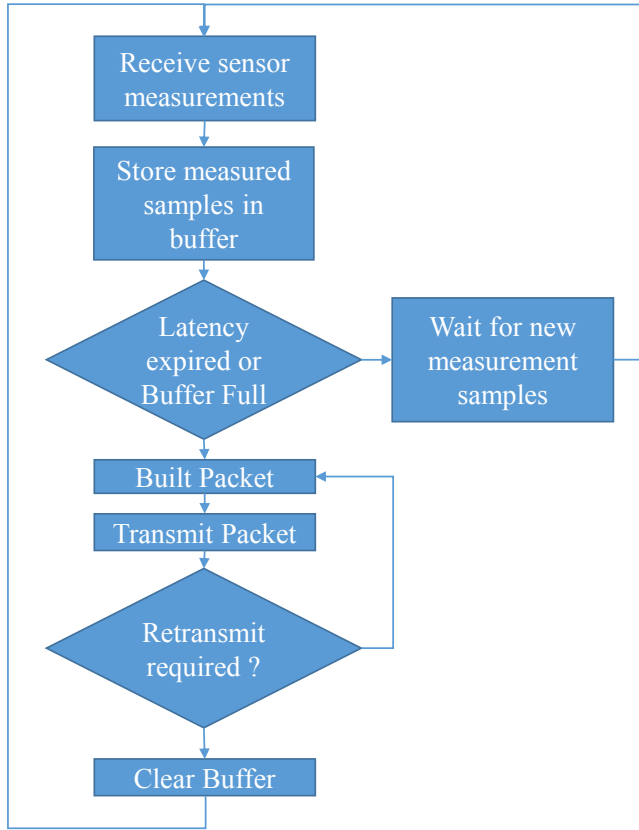 Receive sensor
measurements
Store measured
samples in
buffer
Latency
expired or
Buffer Full
Wait for new
measurement
samples
Built Packet
Transmit Packet
Retransmit
required ?
Clear Buffer